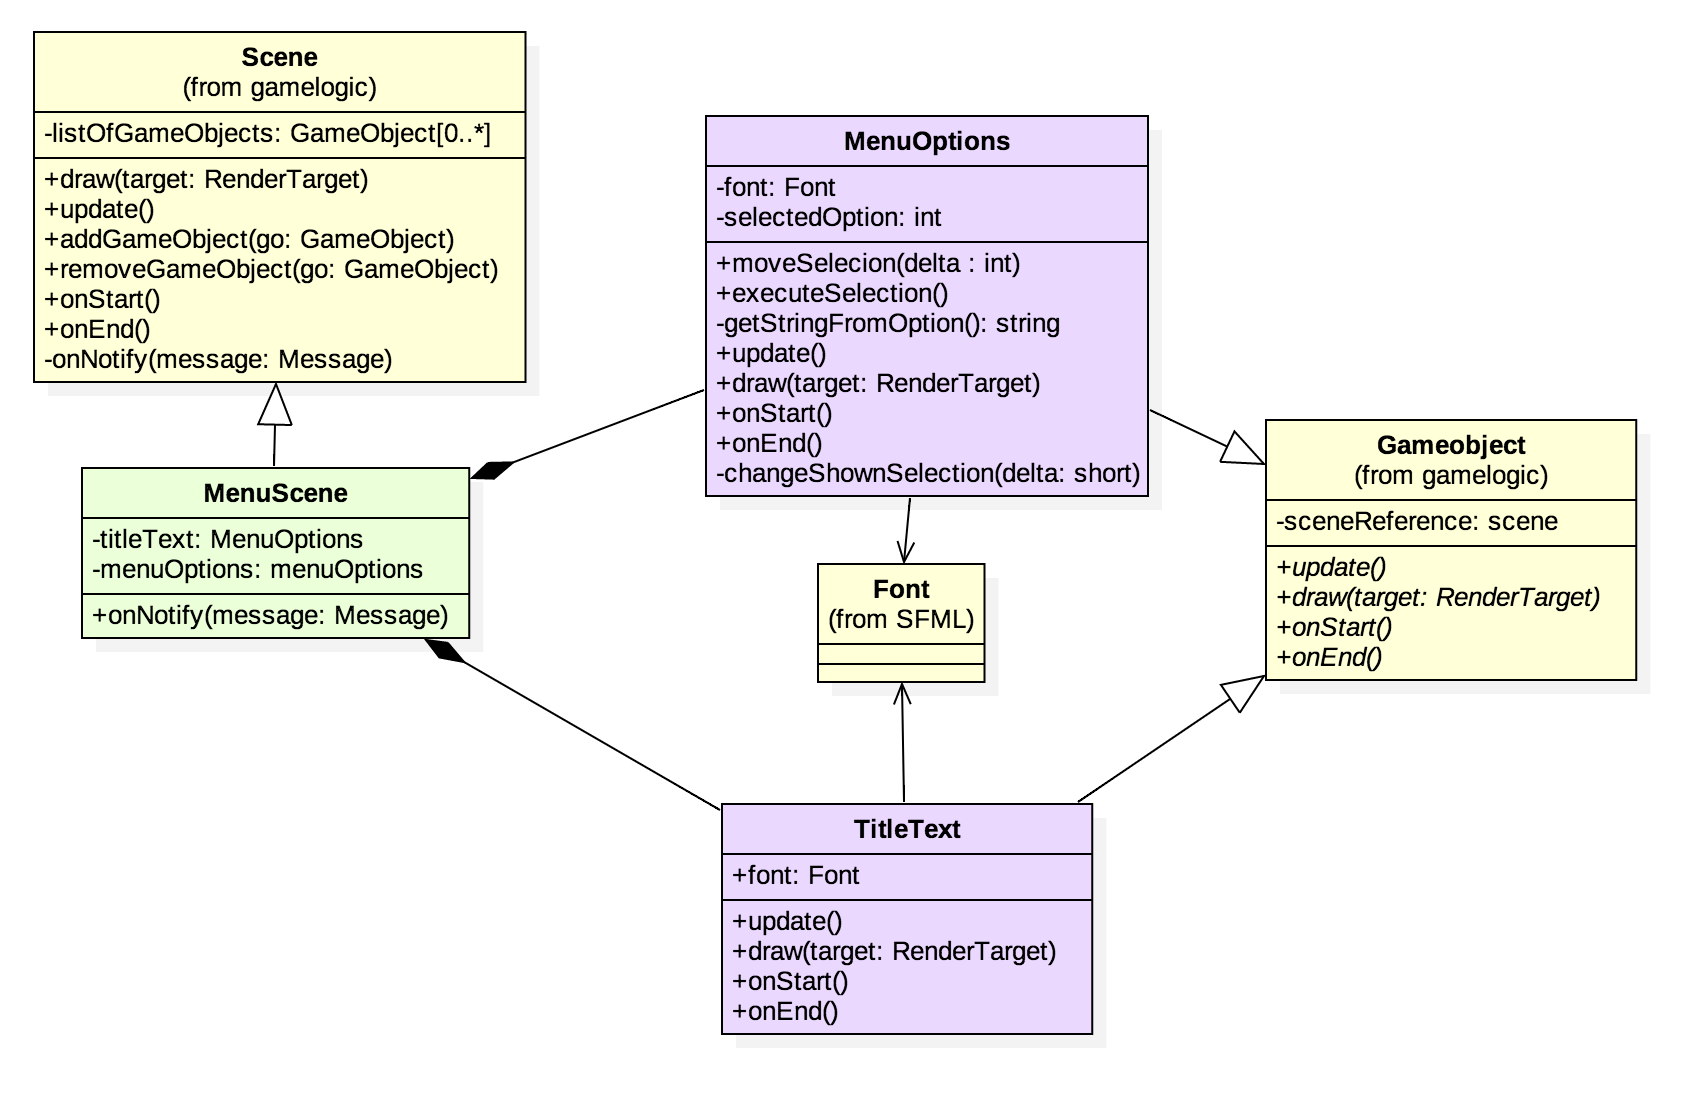 Scene
(from gamelogic)
-listOfGameObjects: GameObject[0..*]
+draw(target: RenderTarget)
+update()
+addGameObject(go: GameObject)
+removeGameObject(go: GameObject)
+onStart()
+onEnd()
-onNotify(message: Message)
MenuOptions
-font: Font
-selectedOption: int
+moveSelecion(delta : int)
+executeSelection()
-getStringFromOption(): string
+update()
+draw(target: RenderTarget)
+onStart()
+onEnd()
-changeShownSelection(delta: short)
Gameobject
(from gamelogic)
-sceneReference: scene
+update()
+draw(target: RenderTarget)
+onStart()
+onEnd()
MenuScene
-titleText: MenuOptions
-menuOptions: menuOptions
+onNotify(message: Message)
Font
(from SFML)
TitleText
+font: Font
+update()
+draw(target: RenderTarget)
+onStart()
+onEnd()